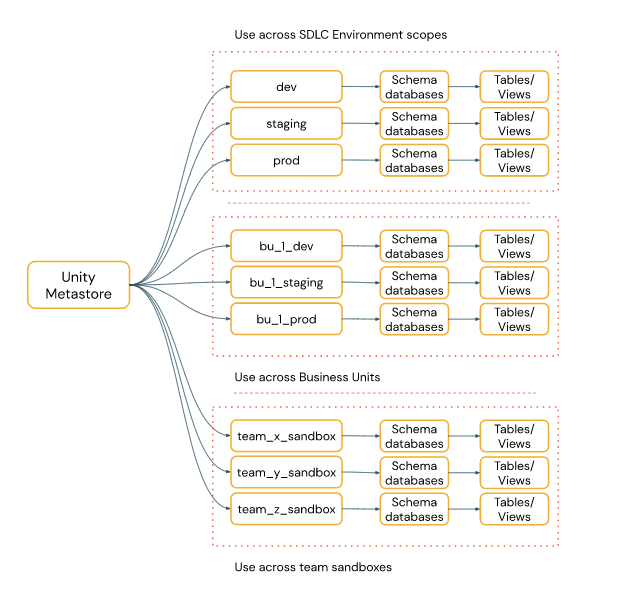 Use across SDLC Environment scopes
dev
Schema
databases
Tables/
Views
staging
Schema
databases
Tables/
Views
prod
Schema
databases
Tables/
Views
Unity
Metastore
bu_1_dev
Schema
databases
Tables/
Views
bu_1_staging
Schema
databases
Tables/
Views
bu_1_prod
Schema
databases
Tables/
Views
Use across Business Units
team_x_sandbox
Schema
databases
Tables/
Views
team_y_sandbox
Schema
databases
Tables/
Views
team_z_sandbox
Schema
databases
Tables/
Views
Use across team sandboxes